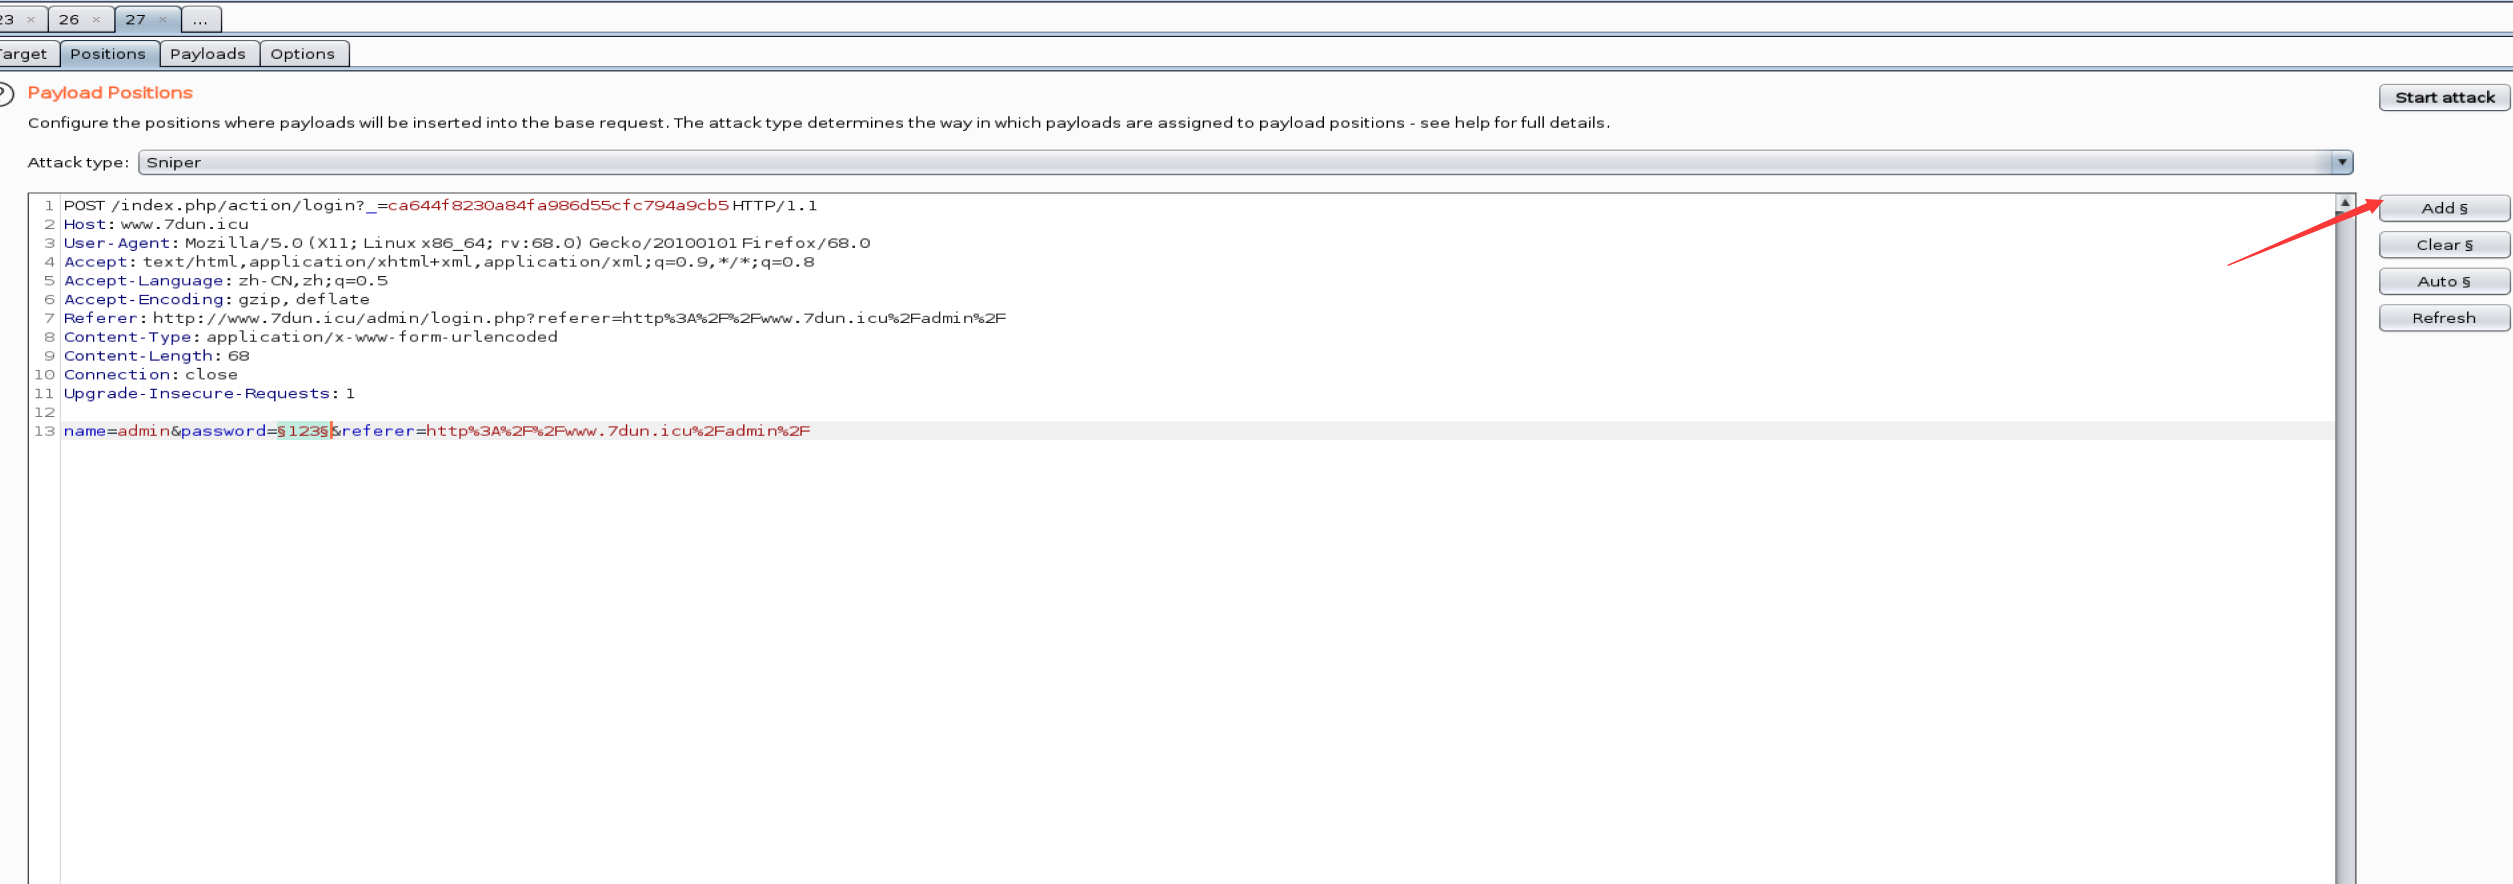 23 × 26 × 27 × ...
Target Positions Payloads Options
? Payload Positions
Start attack
Configure the positions where payloads will be inserted into the base request. The attack type determines the way in which payloads are assigned to payload positions - see help for full details.
Attack type: Sniper
1 POST /index.php/action/login?_=ca644f8230a84fa986d55cfc794a9cb5 HTTP/1.1
2 Host: www.7dun.icu
3 User-Agent: Mozilla/5.0 (X11; Linux x86_64; rv:68.0) Gecko/20100101 Firefox/68.0
4 Accept: text/html,application/xhtml+xml,application/xml;q=0.9,*/*;q=0.8
5 Accept-Language: zh-CN,zh;q=0.5
6 Accept-Encoding: gzip, deflate
7 Referer: http://www.7dun.icu/admin/login.php?referer=http%3A%2F%2Fwww.7dun.icu%2Fadmin%2F
8 Content-Type: application/x-www-form-urlencoded
9 Content-Length: 68
10 Connection: close
11 Upgrade-Insecure-Requests: 1
12
13 name=admin&password=§123§&referer=http%3A%2F%2Fwww.7dun.icu%2Fadmin%2F
Add §
Clear §
Auto §
Refresh